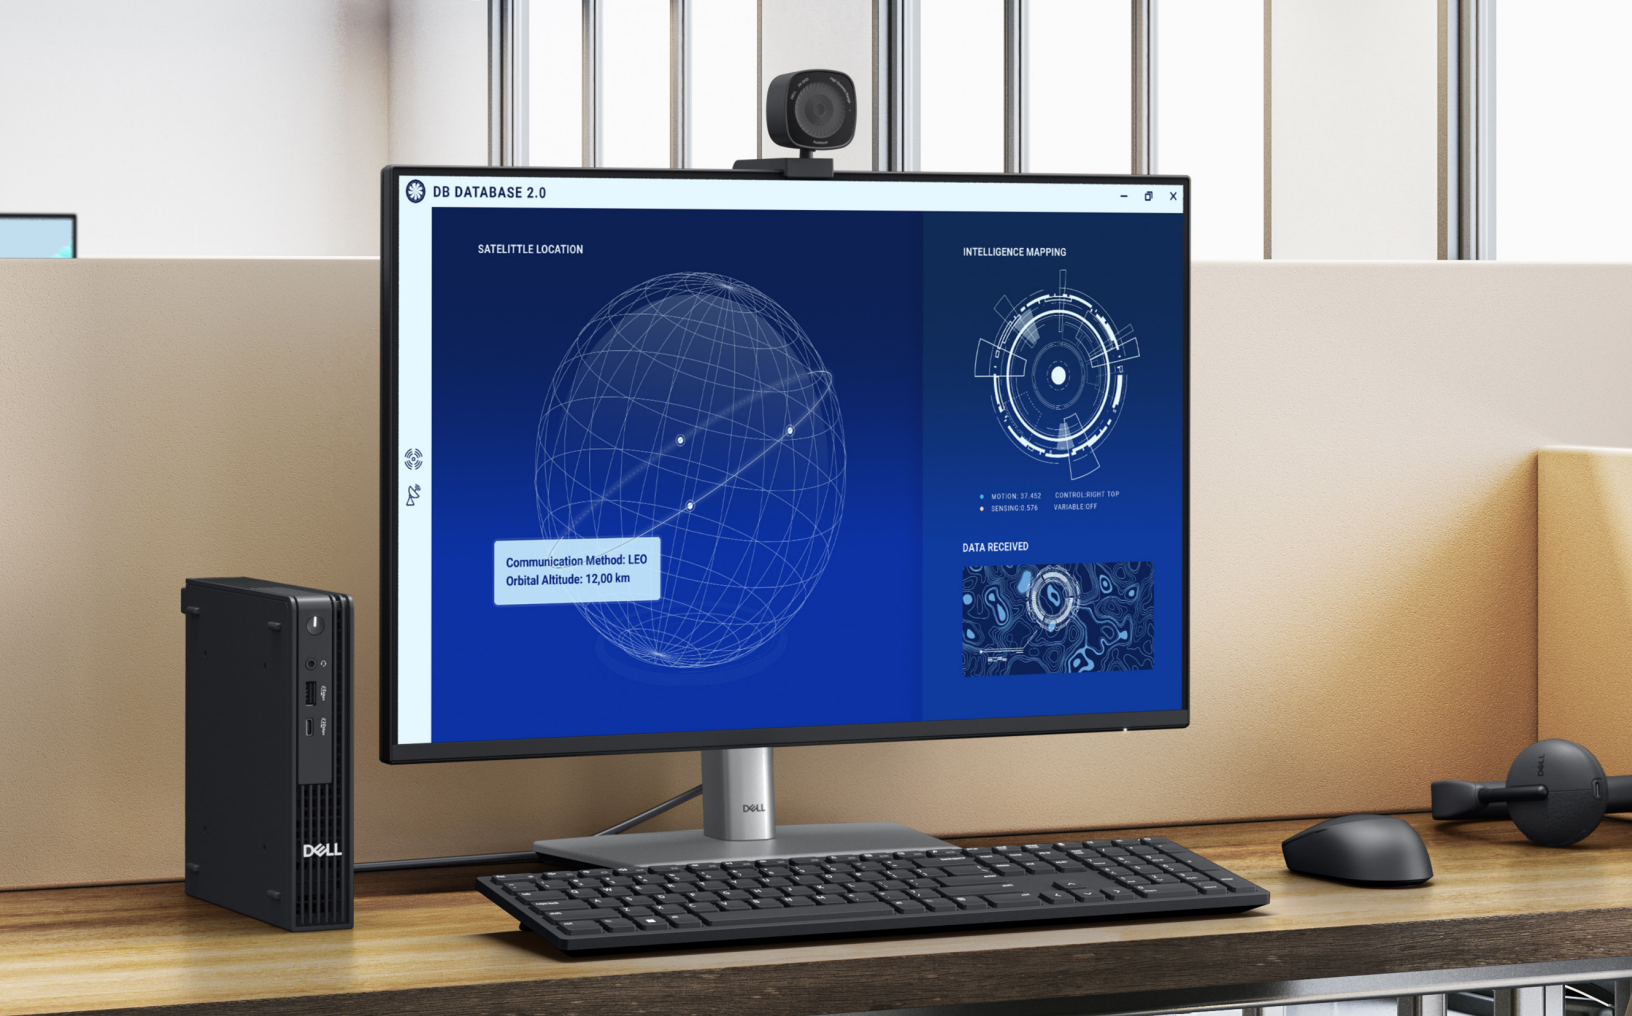 DB DATABASE 2.0
SATELITTLE LOCATION
INTELLIGENCE MAPPING
MOTION: 37.452 CONTROL:RIGHT TOP
SENSING:0.576 VARIABLE:OFF
DATA RECEIVED
Communication Method: LEO
Orbital Altitude: 12,00 km
DELL
DELL
DELL